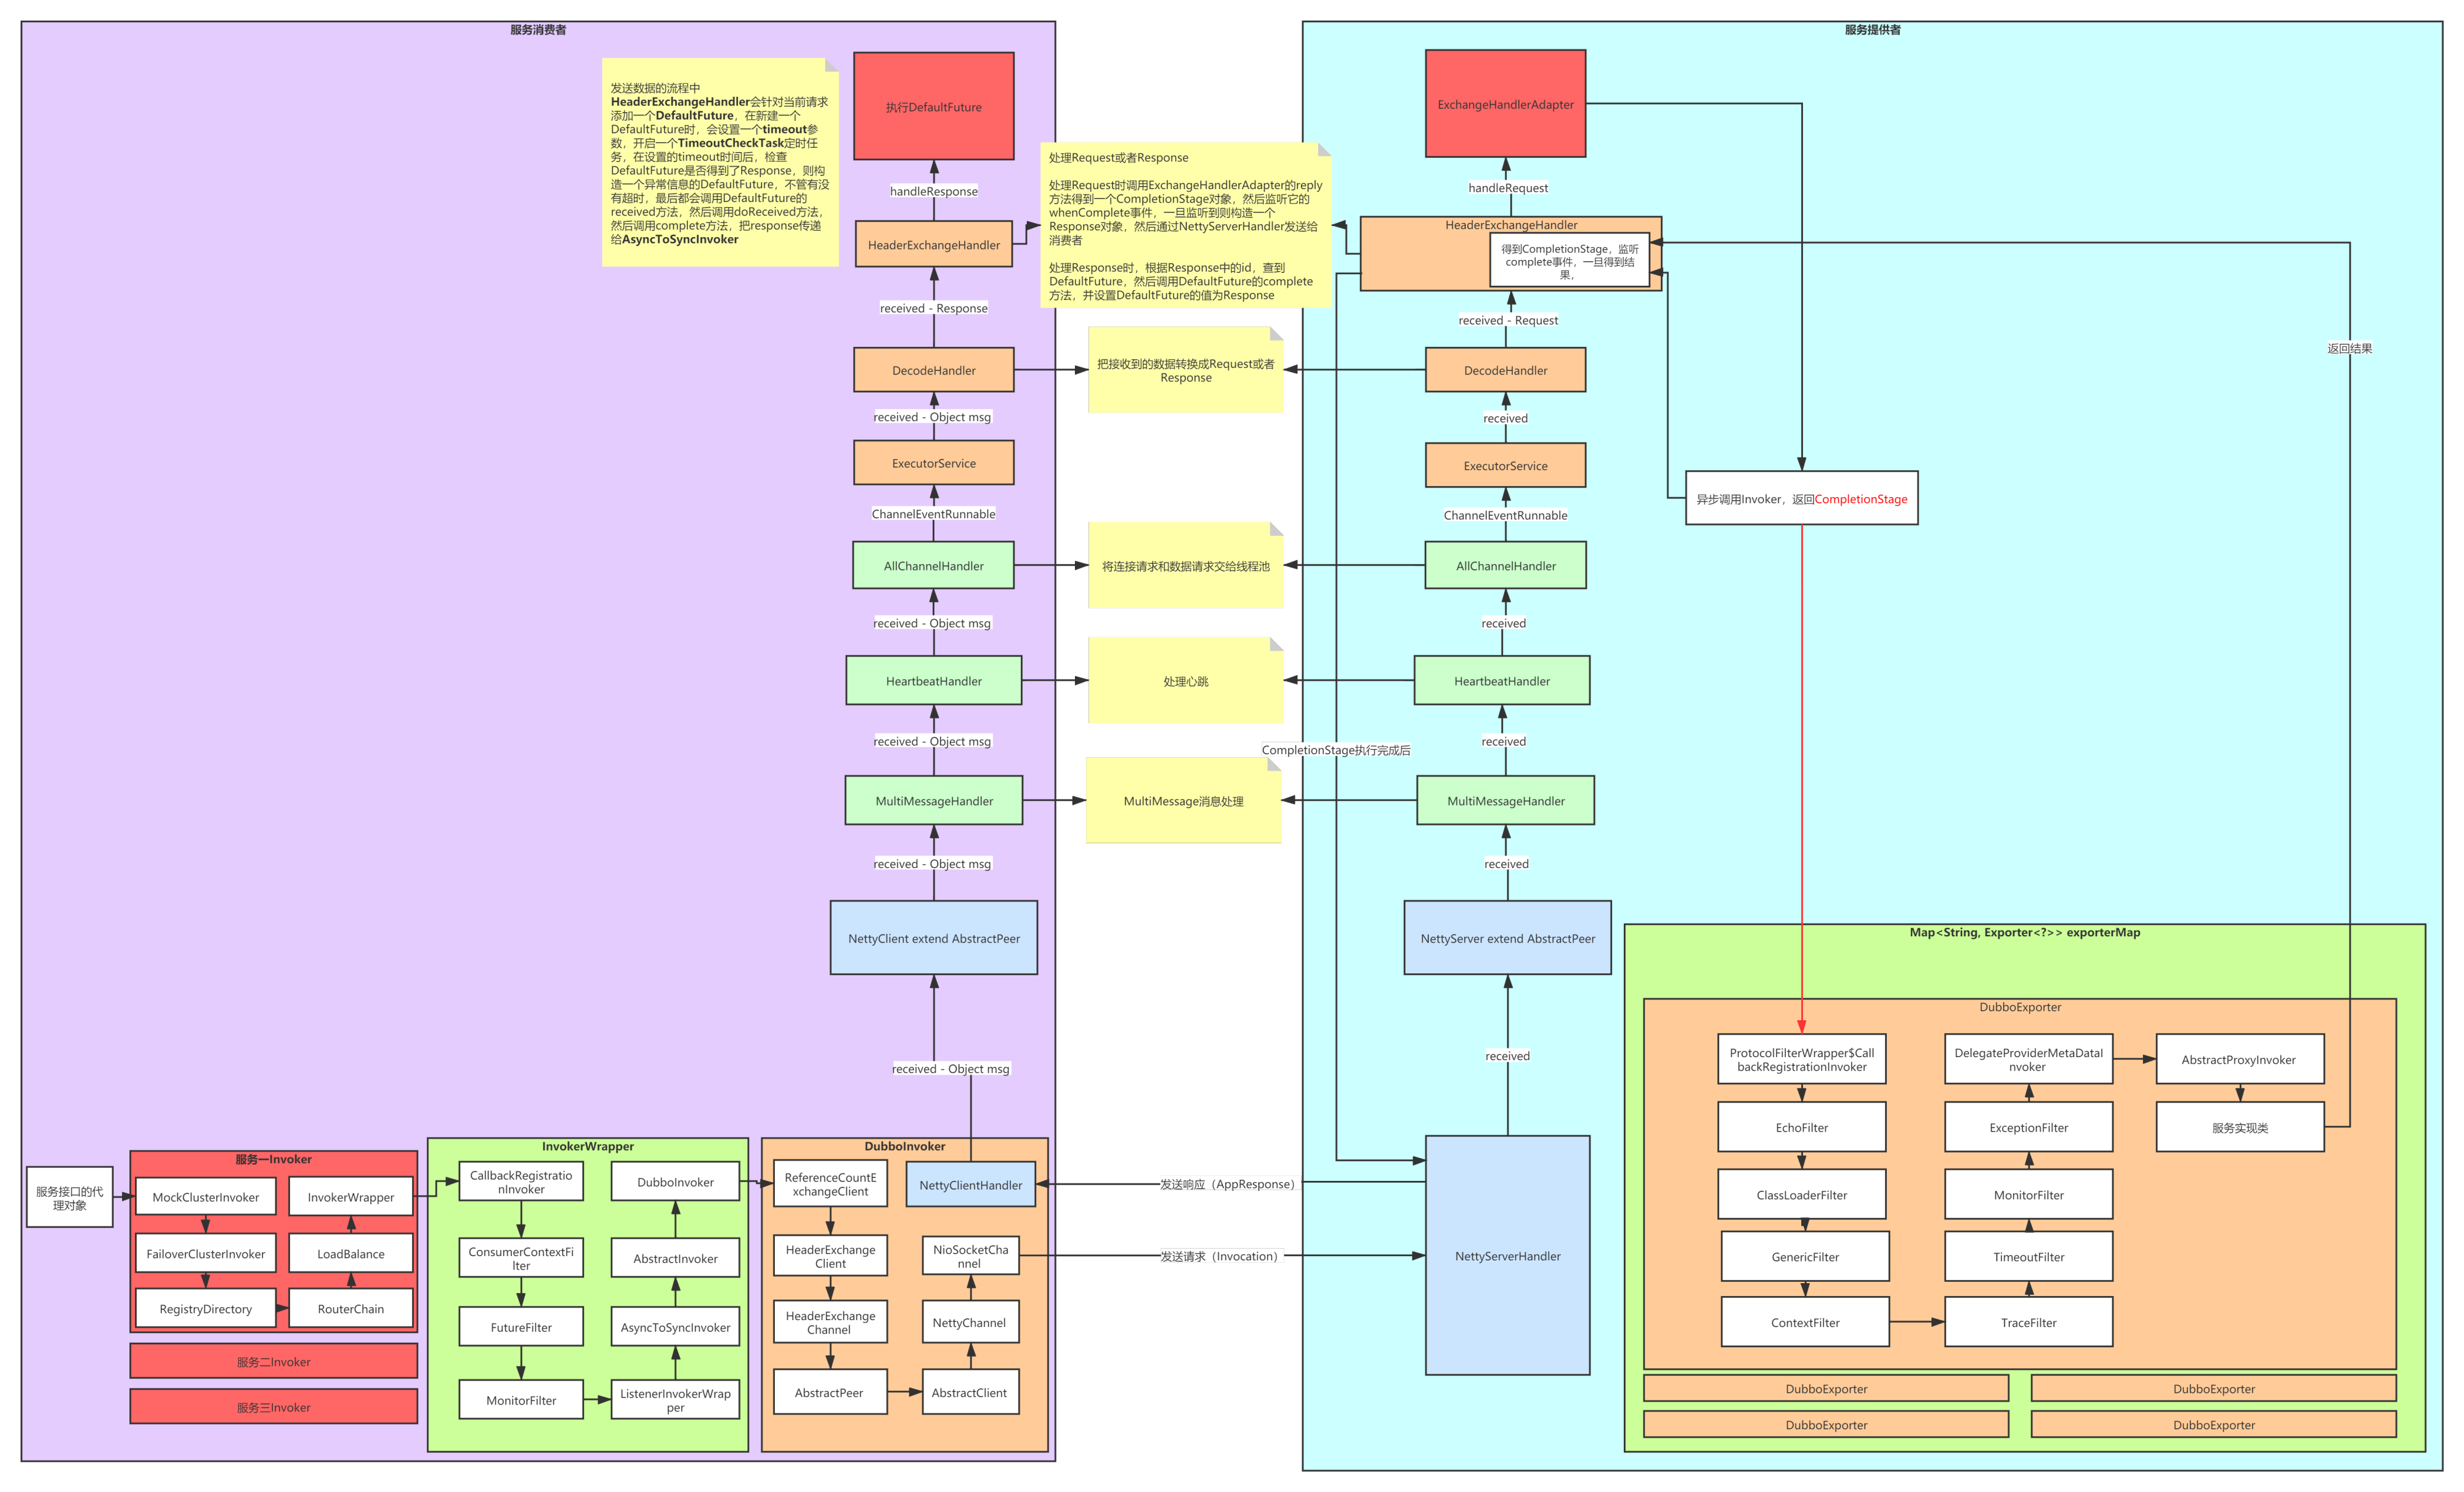 服务消费者
发送数据的流程中
HeaderExchangeHandler会针对当前请求
添加一个DefaultFuture，在新建一个
DefaultFuture时，会设置一个timeout参
数，开启一个TimeoutCheckTask定时任
务，在设置的timeout时间后，检查
DefaultFuture是否得到了Response，则构
造一个异常信息的DefaultFuture，不管有没
有超时，最后都会调用DefaultFuture的
received方法，然后调用doReceived方法，
然后调用complete方法，把response传递
给AsyncToSyncInvoker
执行DefaultFuture
handleResponse
HeaderExchangeHandler
received - Response
DecodeHandler
received - Object msg
ExecutorService
ChannelEventRunnable
AllChannelHandler
received - Object msg
HeartbeatHandler
received - Object msg
MultiMessageHandler
received - Object msg
NettyClient extend AbstractPeer
received - Object msg
服务接口的代
理对象
服务一Invoker
MockClusterInvoker
FailoverClusterInvoker
RegistryDirectory
RouterChain
LoadBalance
InvokerWrapper
服务二Invoker
服务三Invoker
InvokerWrapper
CallbackRegistratio
nInvoker
ConsumerContextFi
lter
FutureFilter
MonitorFilter
ListenerInvokerWrap
per
AsyncToSyncInvoker
AbstractInvoker
DubboInvoker
DubboInvoker
ReferenceCountE
xchangeClient
HeaderExchange
Client
HeaderExchange
Channel
AbstractPeer
AbstractClient
NettyChannel
NioSocketCha
nnel
NettyClientHandler
处理Request或者Response
处理Request时调用ExchangeHandlerAdapter的reply
方法得到一个CompletionStage对象，然后监听它的
whenComplete事件，一旦监听到则构造一个
Response对象，然后通过NettyServerHandler发送给
消费者
处理Response时，根据Response中的id，查到
DefaultFuture，然后调用DefaultFuture的complete
方法，并设置DefaultFuture的值为Response
把接收到的数据转换成Request或者
Response
将连接请求和数据请求交给线程池
处理心跳
MultiMessage消息处理
发送响应（AppResponse）
发送请求（Invocation）
服务提供者
ExchangeHandlerAdapter
handleRequest
HeaderExchangeHandler
得到CompletionStage，监听
complete事件，一旦得到结
果，
received - Request
DecodeHandler
received
ExecutorService
ChannelEventRunnable
AllChannelHandler
received
HeartbeatHandler
received
CompletionStage执行完成后
MultiMessageHandler
received
NettyServer extend AbstractPeer
received
NettyServerHandler
异步调用Invoker，返回CompletionStage
返回结果
Map<String, Exporter<?>> exporterMap
DubboExporter
ProtocolFilterWrapper$Call
backRegistrationInvoker
EchoFilter
ClassLoaderFilter
GenericFilter
ContextFilter
TraceFilter
TimeoutFilter
MonitorFilter
ExceptionFilter
DelegateProviderMetaDataI
nvoker
AbstractProxyInvoker
服务实现类
DubboExporter
DubboExporter
DubboExporter
DubboExporter